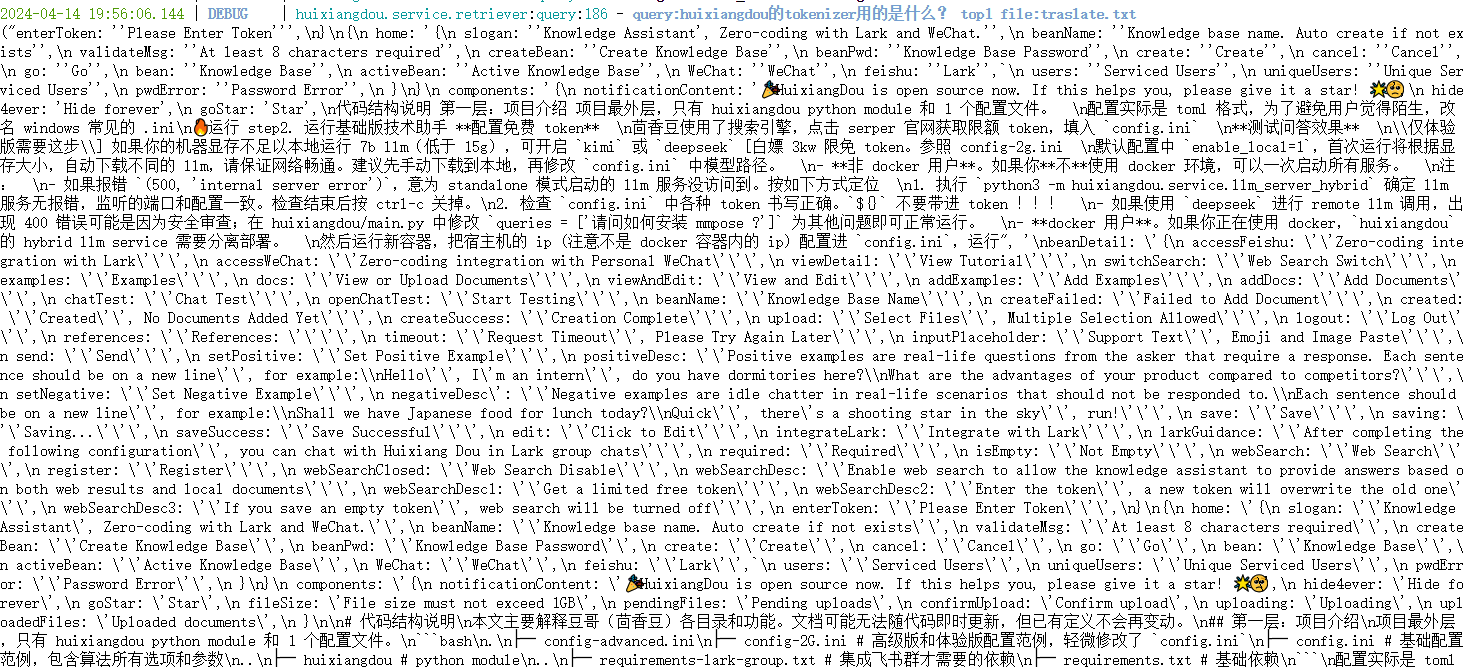 2024-04-14 19:56:06.144 | DEBUG    | huixiangdou.service.retriever:query:186 - query:huixiangdou的tokenizer用的是什么？ top1 file:traslate.txt
("enterToken: ''Please Enter Token''',\n}\n{\n home: '{\n slogan: ''Knowledge Assistant', Zero-coding with Lark and WeChat.'',\n beanName: ''Knowledge base name. Auto create if not ex
ists'',\n validateMsg: ''At least 8 characters required'',\n createBean: ''Create Knowledge Base'',\n beanPwd: ''Knowledge Base Password'',\n create: ''Create'',\n cancel: ''Cancel'',
\n go: ''Go'',\n bean: ''Knowledge Base'',\n activeBean: ''Active Knowledge Base'',\n WeChat: ''WeChat'',\n feishu: ''Lark'',`\n users: ''Serviced Users'',\n uniqueUsers: ''Unique Ser
viced Users'',\n pwdError: ''Password Error'',\n }\n}\n components: '{\n notificationContent: '🎉HuixiangDou is open source now. If this helps you, please give it a star! 🌟🥺,\n hide
4ever: 'Hide forever',\n goStar: 'Star',\n代码结构说明 第一层：项目介绍 项目最外层，只有 huixiangdou python module 和 1 个配置文件。  \n配置实际是 toml 格式，为了避免用户觉得陌生，改
名 windows 常见的 .ini\n🔥运行 step2. 运行基础版技术助手 **配置免费 token**  \n茴香豆使用了搜索引擎，点击 serper 官网获取限额 token，填入 `config.ini`  \n**测试问答效果**  \n\\[仅体验
版需要这步\\] 如果你的机器显存不足以本地运行 7b llm（低于 15g），可开启 `kimi` 或 `deepseek  [白嫖 3kw 限免 token。参照 config-2g.ini  \n默认配置中 `enable_local=1`，首次运行将根据显
存大小，自动下载不同的 llm，请保证网络畅通。建议先手动下载到本地，再修改 `config.ini` 中模型路径。  \n- **非 docker 用户**。如果你**不**使用 docker 环境，可以一次启动所有服务。  \n注
：  \n- 如果报错 `(500, 'internal server error')`，意为 standalone 模式启动的 llm 服务没访问到。按如下方式定位  \n1. 执行 `python3 -m huixiangdou.service.llm_server_hybrid` 确定 llm
服务无报错，监听的端口和配置一致。检查结束后按 ctrl-c 关掉。\n2. 检查 `config.ini` 中各种 token 书写正确。`${}` 不要带进 token ！！！  \n- 如果使用 `deepseek` 进行 remote llm 调用，出
现 400 错误可能是因为安全审查；在 huixiangdou/main.py 中修改 `queries = ['请问如何安装 mmpose ?']` 为其他问题即可正常运行。  \n- **docker 用户**。如果你正在使用 docker，`huixiangdou`
的 hybrid llm service 需要分离部署。  \n然后运行新容器，把宿主机的 ip (注意不是 docker 容器内的 ip) 配置进 `config.ini`，运行", '\nbeanDetail: \'{\n accessFeishu: \'\'Zero-coding inte
gration with Lark\'\'\',\n accessWeChat: \'\'Zero-coding integration with Personal WeChat\'\'\',\n viewDetail: \'\'View Tutorial\'\'\',\n switchSearch: \'\'Web Search Switch\'\'\',\n
examples: \'\'Examples\'\'\',\n docs: \'\'View or Upload Documents\'\'\',\n viewAndEdit: \'\'View and Edit\'\'\',\n addExamples: \'\'Add Examples\'\'\',\n addDocs: \'\'Add Documents\'
\'\',\n chatTest: \'\'Chat Test\'\'\',\n openChatTest: \'\'Start Testing\'\'\',\n beanName: \'\'Knowledge Base Name\'\'\',\n createFailed: \'\'Failed to Add Document\'\'\',\n created:
\'\'Created\'\', No Documents Added Yet\'\'\',\n createSuccess: \'\'Creation Complete\'\'\',\n upload: \'\'Select Files\'\', Multiple Selection Allowed\'\'\',\n logout: \'\'Log Out\'\'
\'\',\n references: \'\'References: \'\'\'\',\n timeout: \'\'Request Timeout\'\', Please Try Again Later\'\'\',\n inputPlaceholder: \'\'Support Text\'\', Emoji and Image Paste\'\'\',\
n send: \'\'Send\'\'\',\n setPositive: \'\'Set Positive Example\'\'\',\n positiveDesc: \'\'Positive examples are real-life questions from the asker that require a response. Each sente
nce should be on a new line\'\', for example:\\nHello\'\', I\'m an intern\'\', do you have dormitories here?\\nWhat are the advantages of your product compared to competitors?\'\'\',\
n setNegative: \'\'Set Negative Example\'\'\',\n negativeDesc\': \'\'Negative examples are idle chatter in real-life scenarios that should not be responded to.\\nEach sentence should
be on a new line\'\', for example:\\nShall we have Japanese food for lunch today?\\nQuick\'\', there\'s a shooting star in the sky\'\', run!\'\'\',\n save: \'\'Save\'\'\',\n saving: \
'\'Saving...\'\'\',\n saveSuccess: \'\'Save Successful\'\'\',\n edit: \'\'Click to Edit\'\'\',\n integrateLark: \'\'Integrate with Lark\'\'\',\n larkGuidance: \'\'After completing the
 following configuration\'\', you can chat with Huixiang Dou in Lark group chats\'\'\',\n required: \'\'Required\'\'\',\n isEmpty: \'\'Not Empty\'\'\',\n webSearch: \'\'Web Search\'\'
\',\n register: \'\'Register\'\'\',\n webSearchClosed: \'\'Web Search Disable\'\'\',\n webSearchDesc: \'\'Enable web search to allow the knowledge assistant to provide answers based o
n both web results and local documents\'\'\',\n webSearchDesc1: \'\'Get a limited free token\'\'\',\n webSearchDesc2: \'\'Enter the token\'\', a new token will overwrite the old one\'
\'\',\n webSearchDesc3: \'\'If you save an empty token\'\', web search will be turned off\'\'\',\n enterToken: \'\'Please Enter Token\'\'\',\n}\n{\n home: \'{\n slogan: \'\'Knowledge
Assistant\', Zero-coding with Lark and WeChat.\'\',\n beanName: \'\'Knowledge base name. Auto create if not exists\'\',\n validateMsg: \'\'At least 8 characters required\'\',\n create
Bean: \'\'Create Knowledge Base\'\',\n beanPwd: \'\'Knowledge Base Password\'\',\n create: \'\'Create\'\',\n cancel: \'\'Cancel\'\',\n go: \'\'Go\'\',\n bean: \'\'Knowledge Base\'\',\
n activeBean: \'\'Active Knowledge Base\'\',\n WeChat: \'\'WeChat\'\',\n feishu: \'\'Lark\',\n users: \'\'Serviced Users\'\',\n uniqueUsers: \'\'Unique Serviced Users\'\',\n pwdErr
or: \'\'Password Error\'\',\n }\n}\n components: \'{\n notificationContent: \'🎉HuixiangDou is open source now. If this helps you, please give it a star! 🌟🥺,\n hide4ever: \'Hide fo
rever\',\n goStar: \'Star\',\n fileSize: \'File size must not exceed 1GB\',\n pendingFiles: \'Pending uploads\',\n confirmUpload: \'Confirm upload\',\n uploading: \'Uploading\',\n upl
oadedFiles: \'Uploaded documents\',\n }\n\n# 代码结构说明\n本文主要解释豆哥（茴香豆）各目录和功能。文档可能无法随代码即时更新，但已有定义不会再变动。\n## 第一层：项目介绍\n项目最外层
，只有 huixiangdou python module 和 1 个配置文件。\n```bash\n.\n├── config-advanced.ini\n├── config-2G.ini # 高级版和体验版配置范例，轻微修改了 `config.ini`\n├── config.ini # 基础配置
范例，包含算法所有选项和参数\n..\n├── huixiangdou # python module\n..\n├── requirements-lark-group.txt # 集成飞书群才需要的依赖\n├── requirements.txt # 基础依赖\n```\n配置实际是 tom